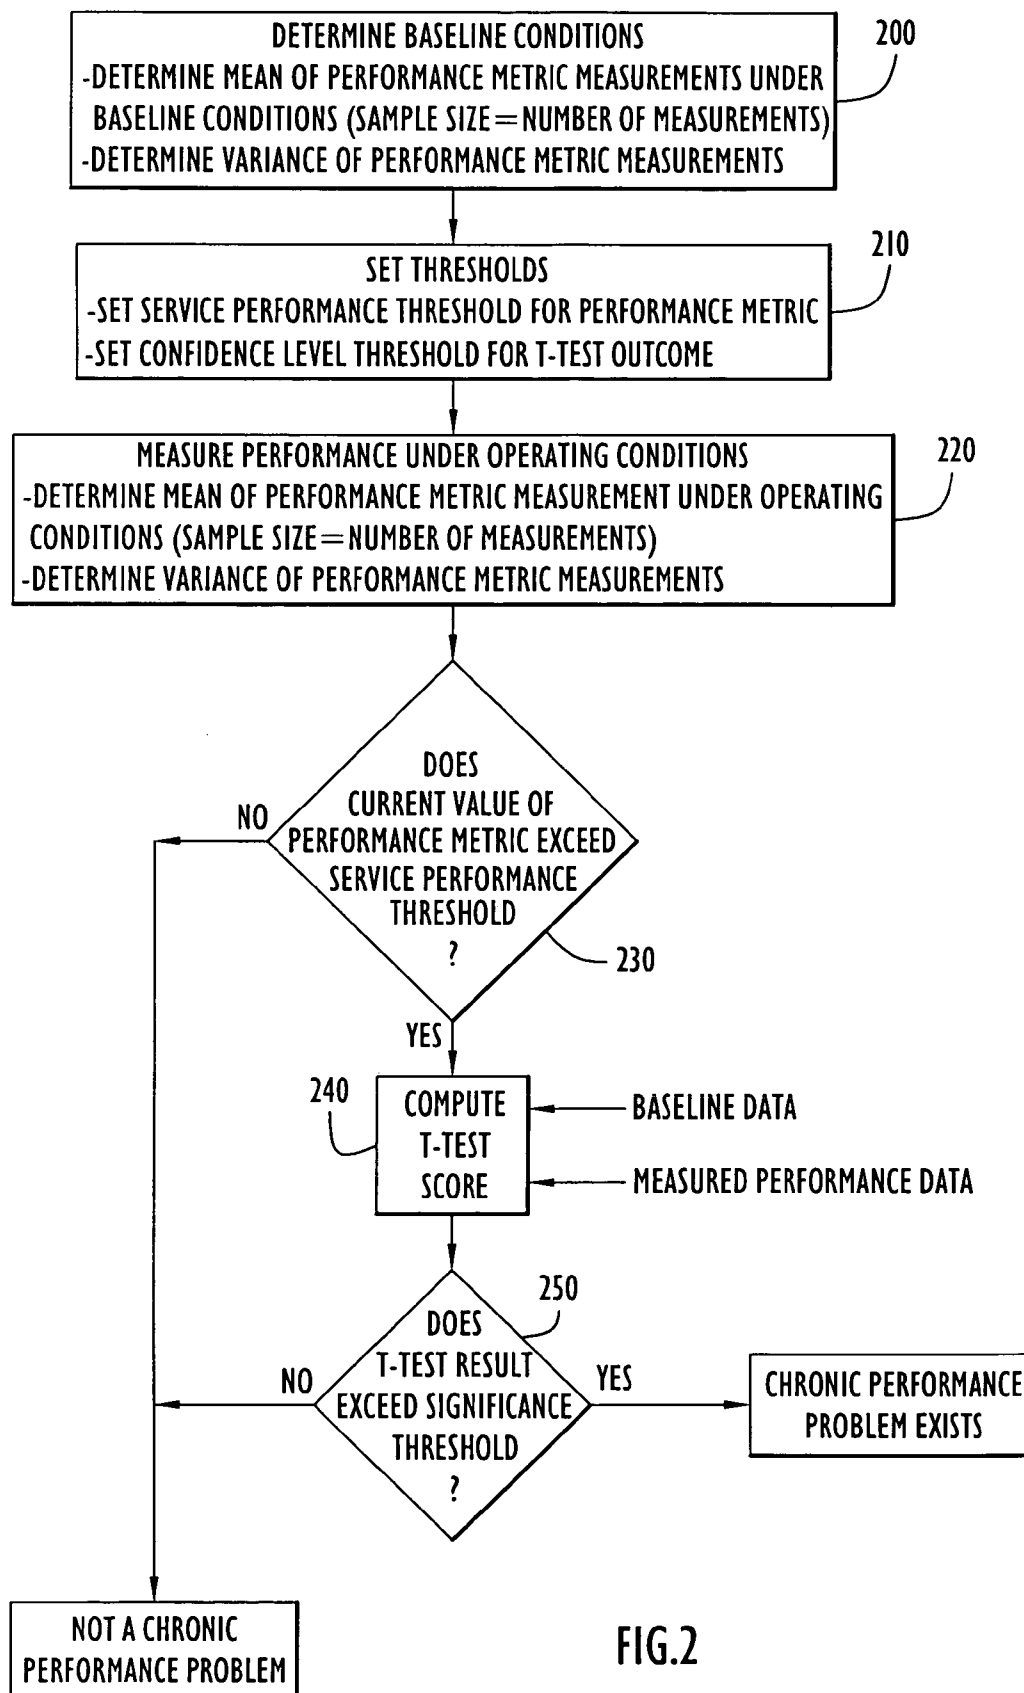 DETERMINE BASELINE CONDITIONS
-DETERMINE MEAN OF PERFORMANCE METRIC MEASUREMENTS UNDER
BASELINE CONDITIONS (SAMPLE SIZE=NUMBER OF MEASUREMENTS)
-DETERMINE VARIANCE OF PERFORMANCE METRIC MEASUREMENTS
200
SET THRESHOLDS
-SET SERVICE PERFORMANCE THRESHOLD FOR PERFORMANCE METRIC
-SET CONFIDENCE LEVEL THRESHOLD FOR T-TEST OUTCOME
210
MEASURE PERFORMANCE UNDER OPERATING CONDITIONS
-DETERMINE MEAN OF PERFORMANCE METRIC MEASUREMENT UNDER OPERATING
CONDITIONS (SAMPLE SIZE=NUMBER OF MEASUREMENTS)
-DETERMINE VARIANCE OF PERFORMANCE METRIC MEASUREMENTS
220
DOES
CURRENT VALUE OF
PERFORMANCE METRIC EXCEED
SERVICE PERFORMANCE
THRESHOLD
?
NO
230
YES
240
COMPUTE
T-TEST
SCORE
BASELINE DATA
MEASURED PERFORMANCE DATA
250
DOES
T-TEST RESULT
EXCEED SIGNIFICANCE
THRESHOLD
?
NO
YES
CHRONIC PERFORMANCE
PROBLEM EXISTS
NOT A CHRONIC
PERFORMANCE PROBLEM
FIG.2